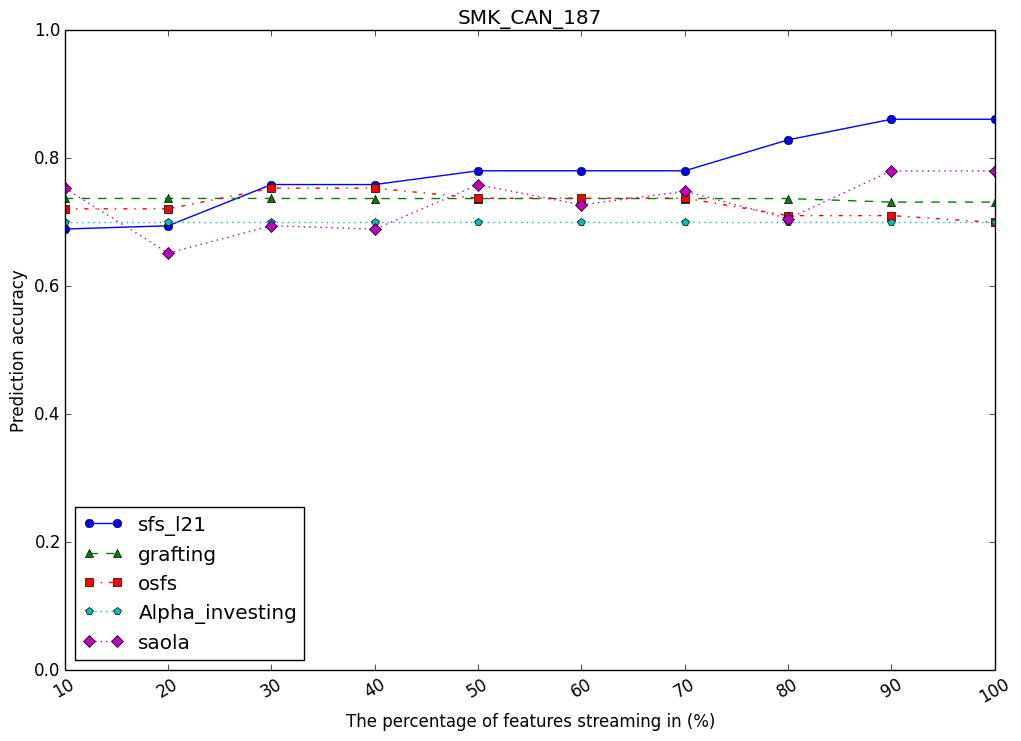 SMK_CAN_187
1.0
0.8
0.6
0.4
0.2
0.0
Prediction accuracy
sfs_l21
grafting
osfs
Alpha_investing
saola
10 20 30 40 50 60 70 80 90 100
The percentage of features streaming in (%)